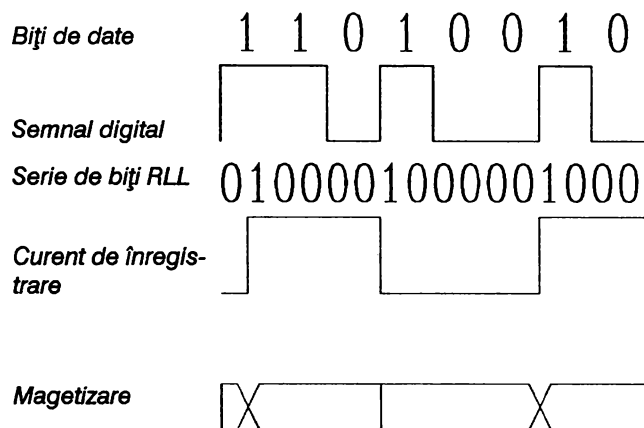 Biţi de date 1 1 0 1 0 0 1 0
Semnal digital
Serie de biţi RLL 0100001000001000
Curent de înregis-
trare
Magetizare